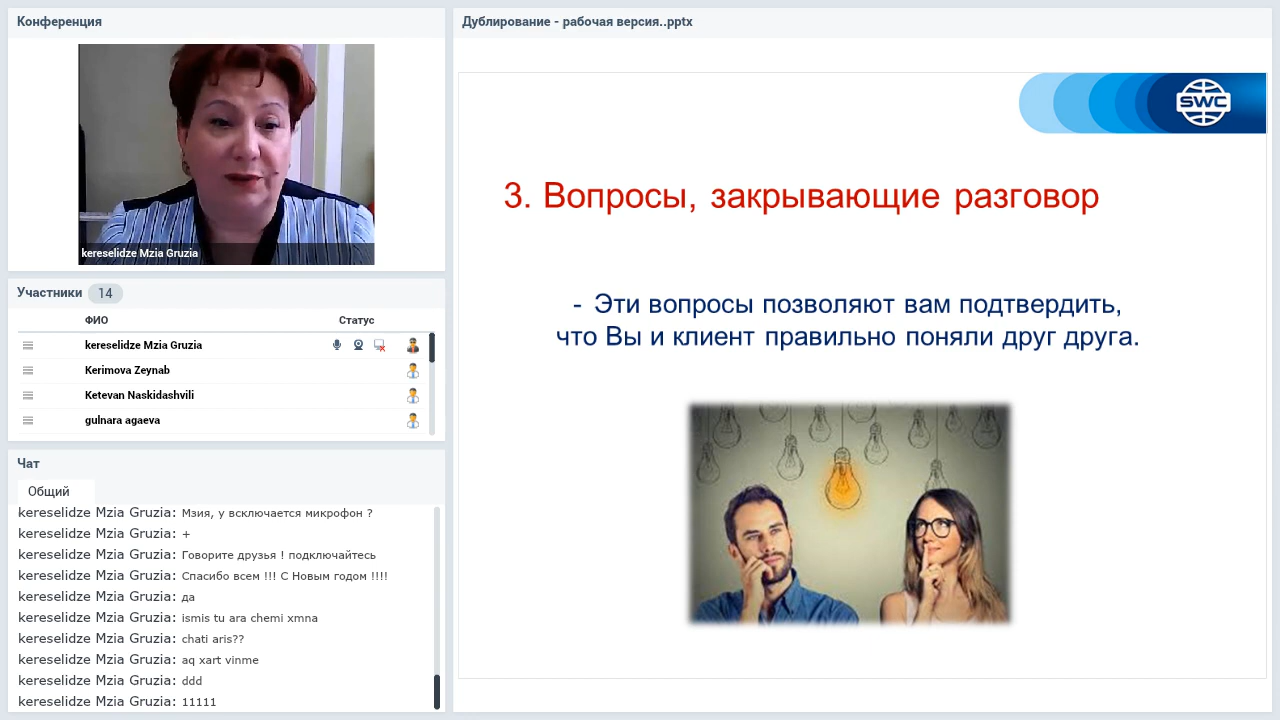 Конференция
kereselidze Mzia Gruzia
Участники 14
ФИО Статус
kereselidze Mzia Gruzia
Kerimova Zeynab
Ketevan Naskidashvili
gulnara agaeva
Чат
Общий
kereselidze Mzia Gruzia: Мзия, у всключается микрофон ?
kereselidze Mzia Gruzia: +
kereselidze Mzia Gruzia: Говорите друзья ! подключайтесь
kereselidze Mzia Gruzia: Спасибо всем !!! С Новым годом !!!!
kereselidze Mzia Gruzia: да
kereselidze Mzia Gruzia: ismis tu ara chemi xmna
kereselidze Mzia Gruzia: chati aris??
kereselidze Mzia Gruzia: aq xart vinme
kereselidze Mzia Gruzia: ddd
kereselidze Mzia Gruzia: 11111
Дублирование - рабочая версия..pptx
SWC
3. Вопросы, закрывающие разговор
- Эти вопросы позволяют вам подтвердить,
что Вы и клиент правильно поняли друг друга.